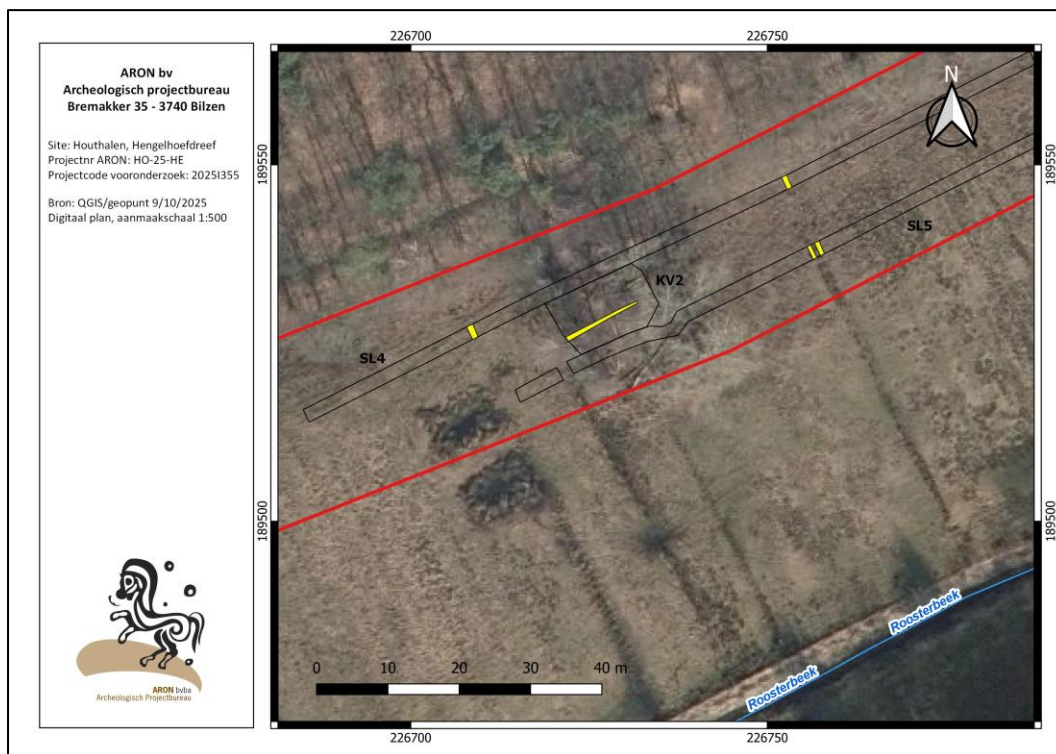 ARON bv
Archeologisch projectbureau
Bremakker 35 - 3740 Bilzen
Site: Houthalen, Hengelhoefdreef
Projectnr ARON: HO-25-HE
Projectcode vooronderzoek: 2025I355
Bron: QGIS/geopunt 9/10/2025
Digitaal plan, aanmaakschaal 1:500
ARON bvba
Archeologisch Projectbureau
226700
226750
N
189550
189550
SL5
KV2
SL4
189500
189500
Roosterbeek
0
10
20
30
40 m
Roosterbeek
226700
226750